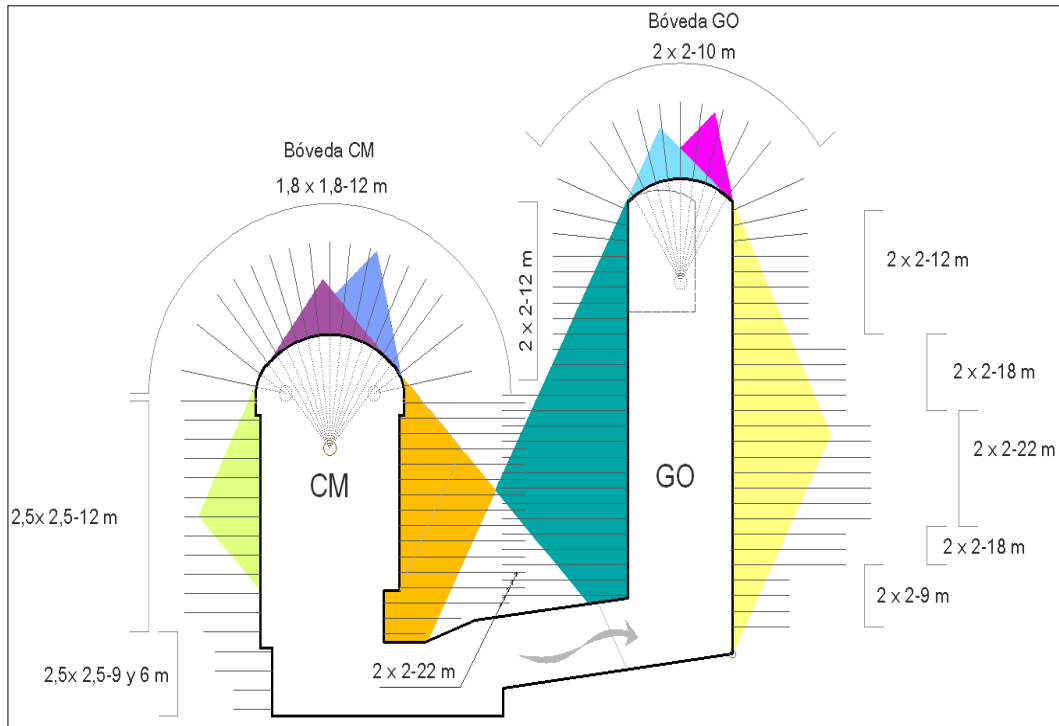 Bóveda GO
2 x 2-10 m
Bóveda CM
1,8 x 1,8-12 m
2 x 2-12 m
2 x 2-12 m
2 x 2-18 m
2 x 2-22 m
CM
GO
2,5x 2,5-12 m
2 x 2-18 m
2 x 2-9 m
2,5x 2,5-9 y 6 m
2 x 2-22 m